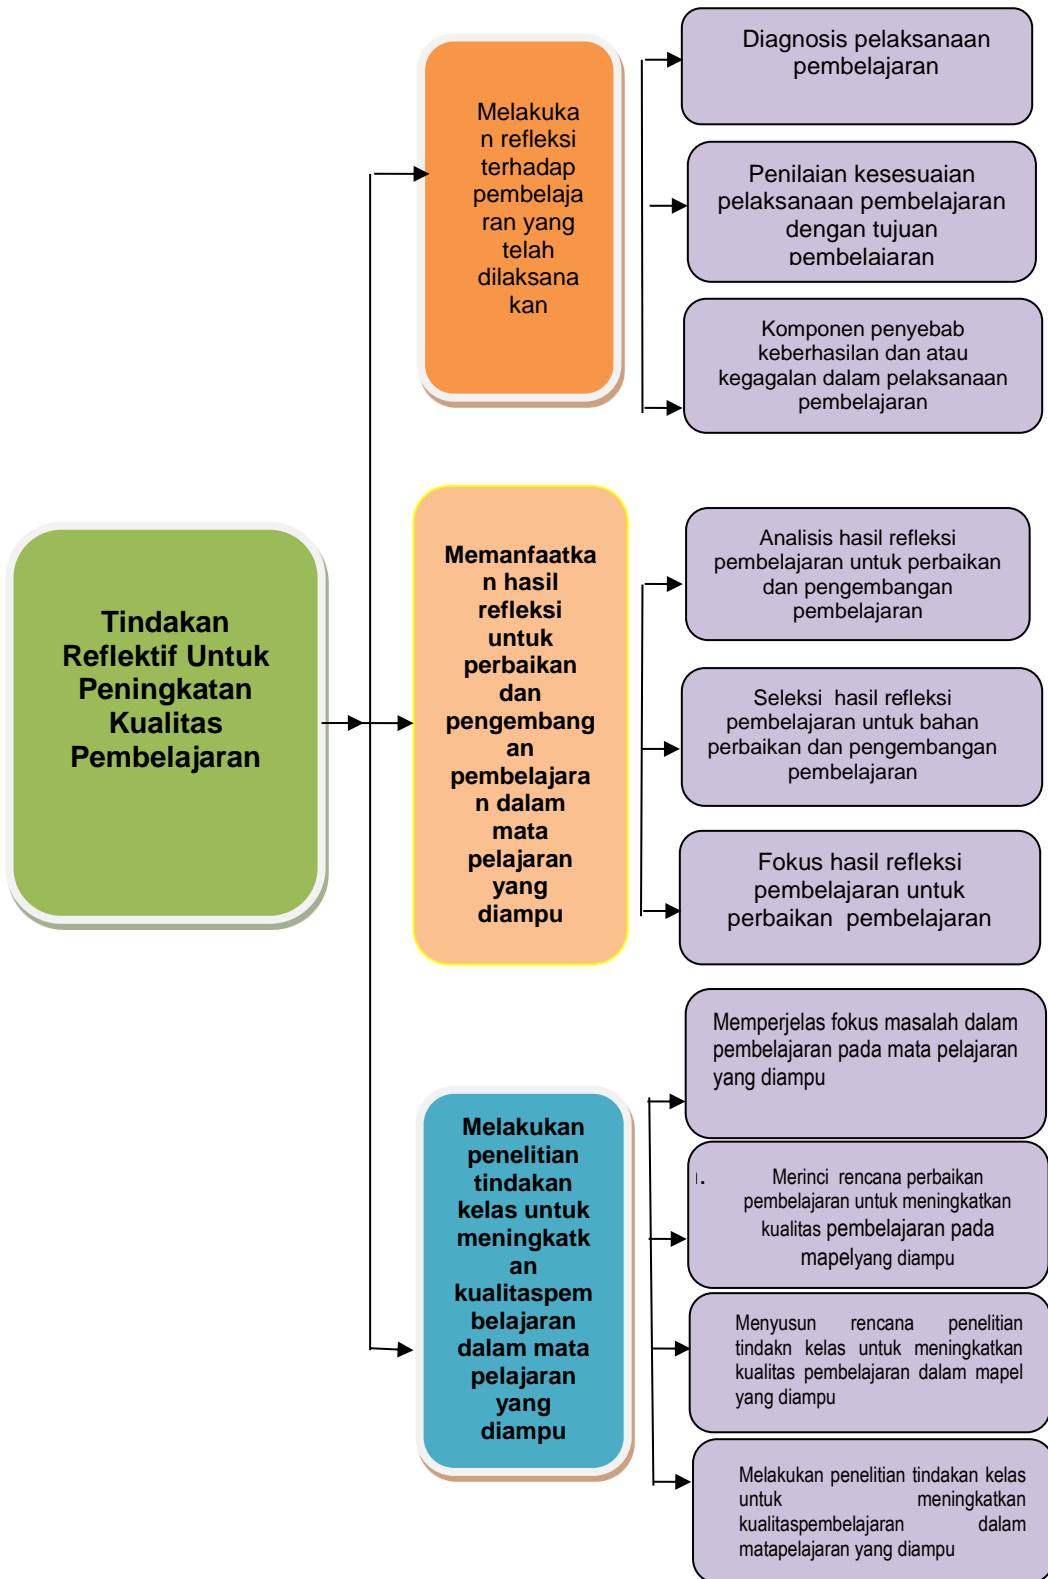 Tindakan
Reflektif Untuk
Peningkatan
Kualitas
Pembelajaran
Melakuka
n refleksi
terhadap
pembelaja
ran yang
telah
dilaksana
kan
Diagnosis pelaksanaan
pembelajaran
Penilaian kesesuaian
pelaksanaan pembelajaran
dengan tujuan
pembelajaran
Komponen penyebab
keberhasilan dan atau
kegagalan dalam pelaksanaan
pembelajaran
Memanfaatka
n hasil
refleksi
untuk
perbaikan
dan
pengembang
an
pembelajara
n dalam
mata
pelajaran
yang
diampu
Analisis hasil refleksi
pembelajaran untuk perbaikan
dan pengembangan
pembelajaran
Seleksi hasil refleksi
pembelajaran untuk bahan
perbaikan dan pengembangan
pembelajaran
Fokus hasil refleksi
pembelajaran untuk
perbaikan pembelajaran
Melakukan
penelitian
tindakan
kelas untuk
meningkatk
an
kualitaspem
belajaran
dalam mata
pelajaran
yang
diampu
Memperjelas fokus masalah dalam
pembelajaran pada mata pelajaran
yang diampu
Merinci rencana perbaikan
pembelajaran untuk meningkatkan
kualitas pembelajaran pada
mapelyang diampu
Menyusun rencana penelitian
tindakn kelas untuk meningkatkan
kualitas pembelajaran dalam mapel
yang diampu
Melakukan penelitian tindakan kelas
untuk meningkatkan
kualitaspembelajaran dalam
matapelajaran yang diampu